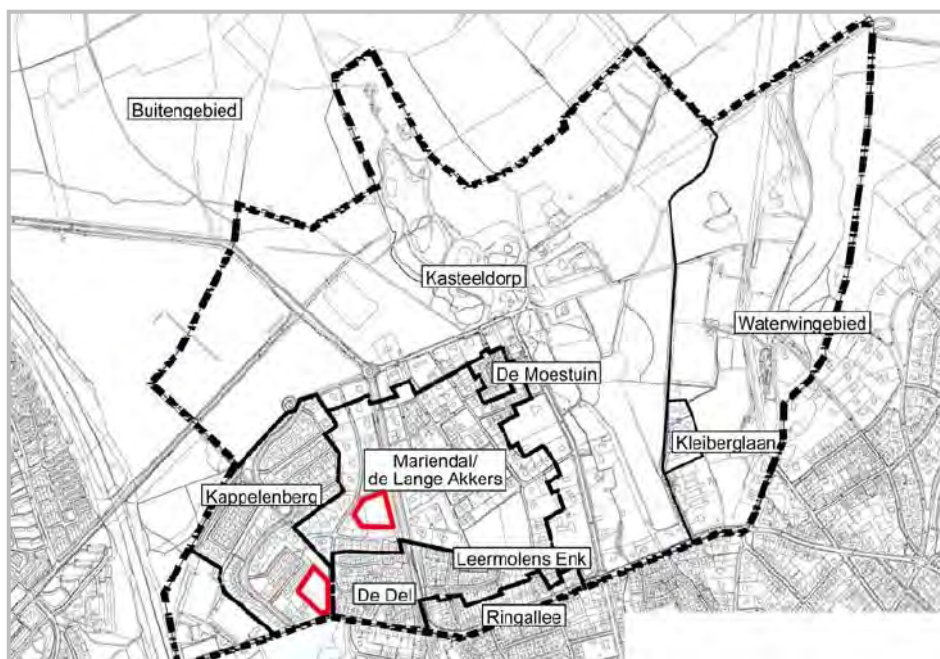 Buitengebied
Kasteeldorp
Waterwingebied
De Moestuin
Kleiberglaan
Mariendal/
de Lange Akkers
Kappelenberg
Leermolens Enk
De Del
Ringallee